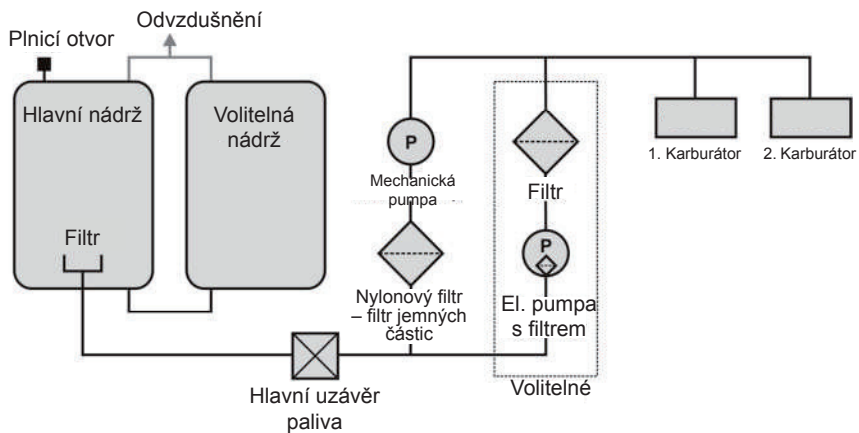 Odvzdušnění
Plnicí otvor
Hlavní nádrž
Volitelná
nádrž
Filtr
P
Mechanická
pumpa
Nylonový filtr
– filtr jemných
částic
Filtr
P
El. pumpa
s filtrem
Volitelné
1. Karburátor
2. Karburátor
Hlavní uzávěr
paliva